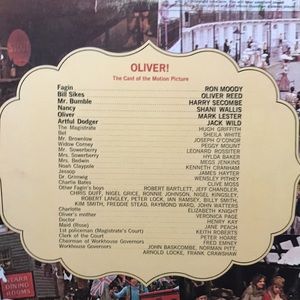 OLIVER!
The Cast of the Motion Picture
Fagin RON MOODY
Bill Sikes OLIVER REED
Mr. Bumble HARRY SECOMBE
Nancy SHANI WALLIS
Oliver MARK LESTER
Artful Dodger JACK WILD
The Magistrate HUGH GRIFFITH
Bet SHEILA WHITE
Mr. Brownlow JOSEPH O'CONOR
Widow Corney PEGGY MOUNT
Mr. Sowerberry LEONARD ROSSITER
Mrs. Sowerberry HYLDA BAKER
Mrs. Bedwin MEGS JENKINS
Noah Claypole KENNETH CRANHAM
Jessop JAMES HAYTER
Dr. Grimwig WENSLEY PITHEY
Charlie Bates CLIVE MOSS
Other Fagin's boys ROBERT BARTLETT, JEFF CHANDLER,
CHRIS DUFF, NIGEL GRICE, RONNIE JOHNSON, NIGEL KINGSLEY,
ROBERT LANGLEY, PETER LOCK, IAN RAMSEY, BILLY SMITH,
KIM SMITH, FREDDIE STEAD, RAYMOND WARD, JOHN WATTERS
Charlotte ELIZABETH KNIGHT
Oliver's mother VERONICA PAGE
Doctor HENRY KAY
Maid (Rose) JANE PEACH
1st policeman (Magistrate's Court) KEITH ROBERTS
Clerk of the Court PETER HOAR
Chairman of Workhouse Governors FRED EMNEY
Workhouse Governors JOHN BASKCOMBE, NORMAN PITT,
ARNOLD LOCKE, FRANK CRAWSHAW
STARR
DINING
ROOMS